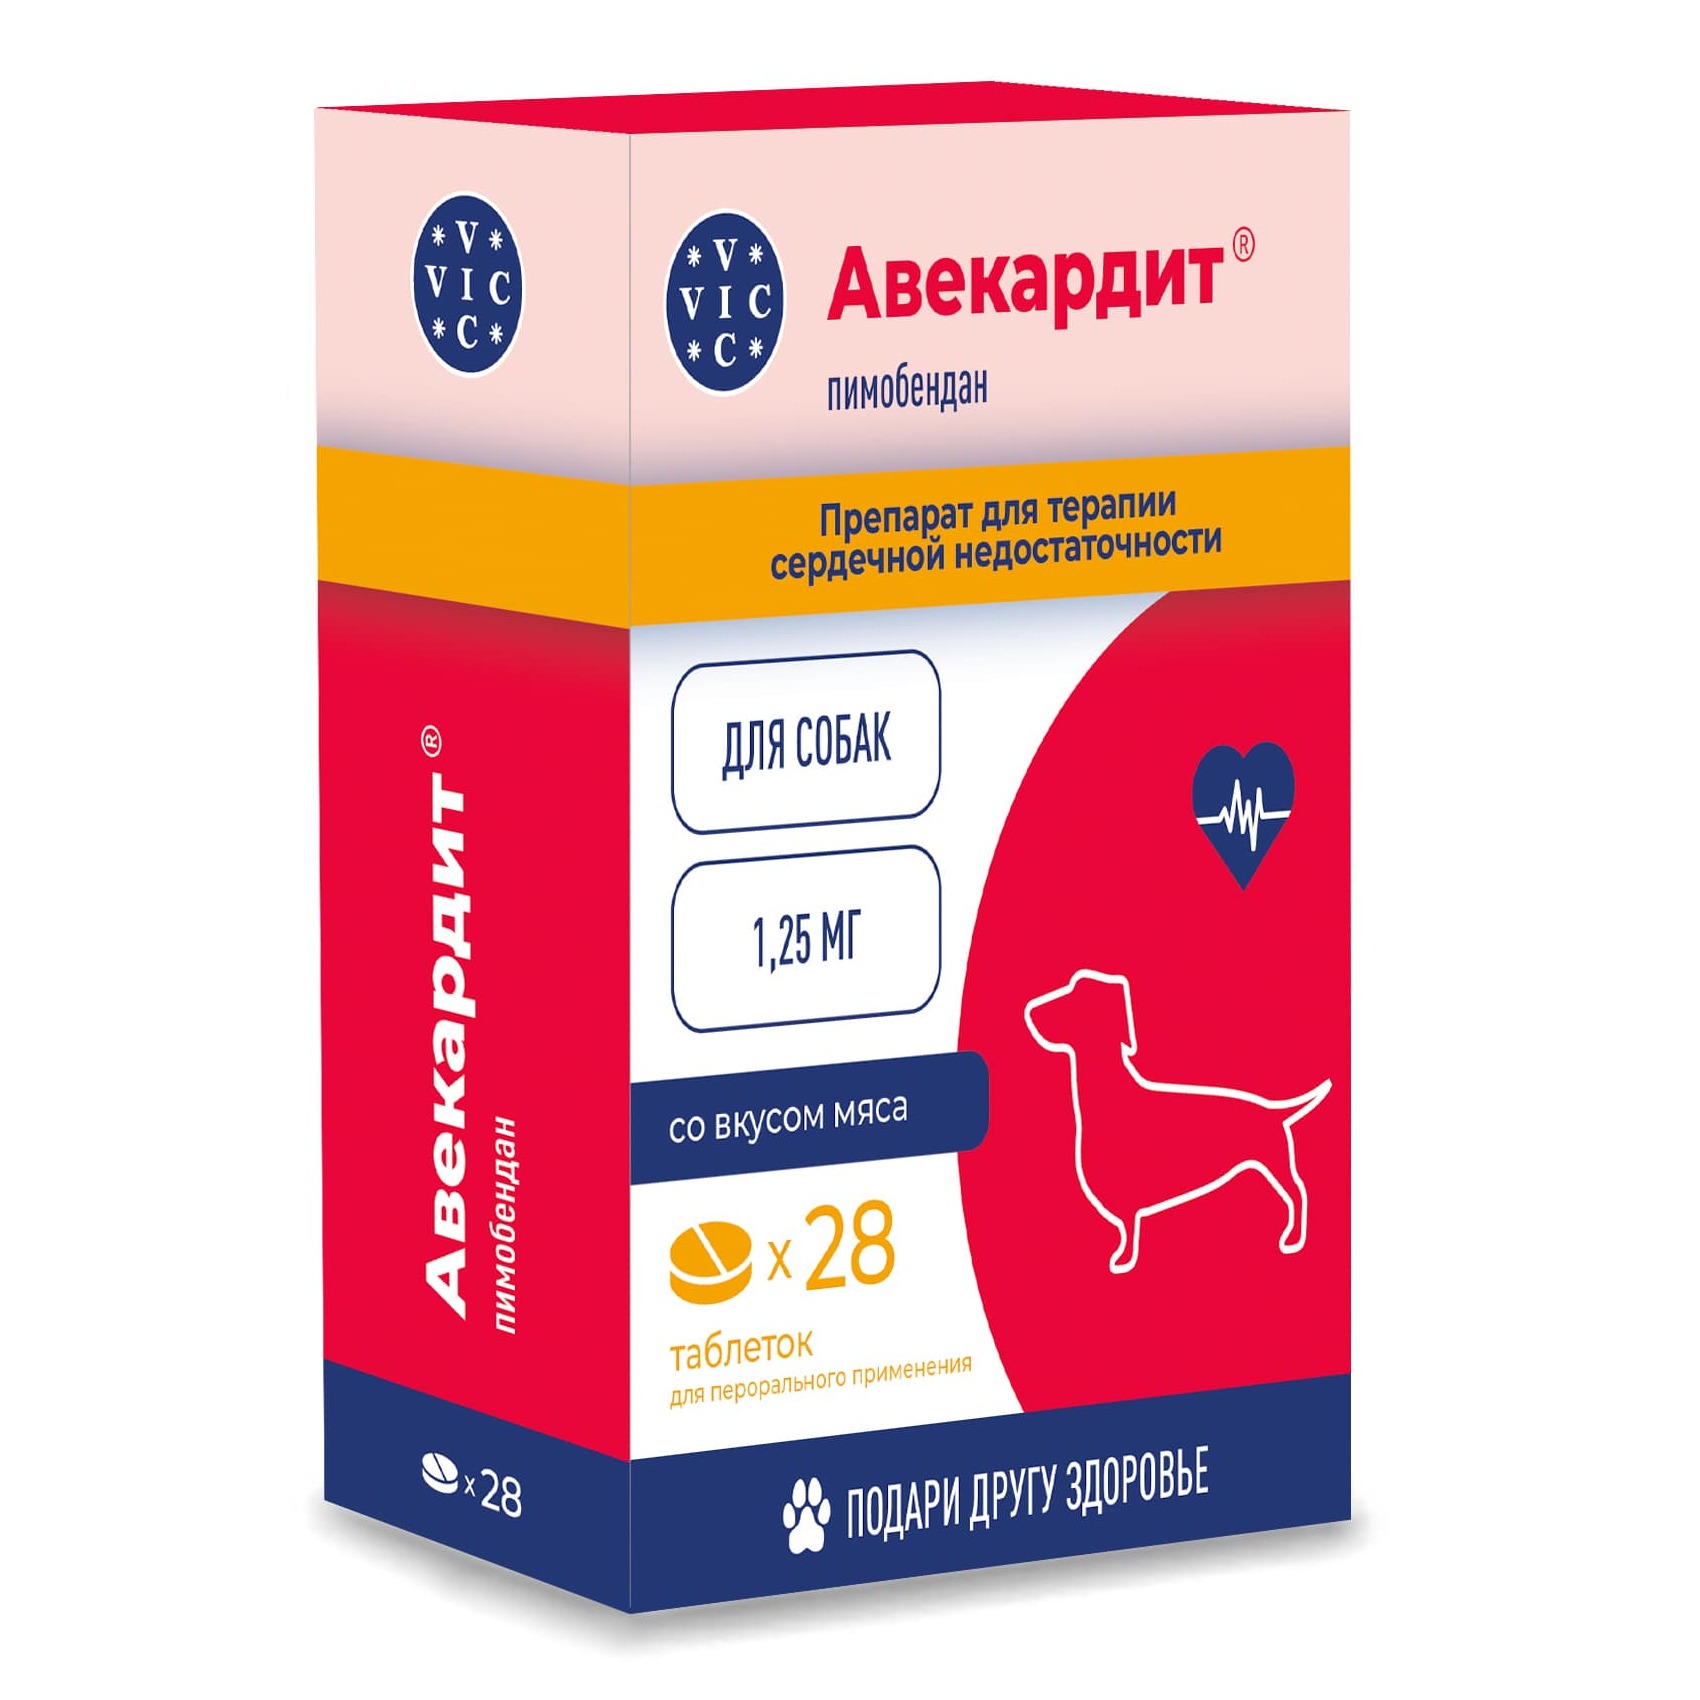 V
VIC
C
Авекардит®
пимобендан
x 28
V
VIC
C
Авекардит®
пимобендан
Препарат для терапии
сердечной недостаточности
ДЛЯ СОБАК
1,25 МГ
со вкусом мяса
x 28
таблеток
для перорального применения
ПОДАРИ ДРУГУ ЗДОРОВЬЕ